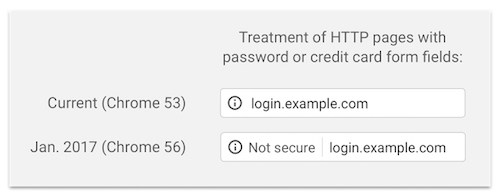 Treatment of HTTP pages with
password or credit card form fields:
Current (Chrome 53)
login.example.com
Jan. 2017 (Chrome 56)
Not secure
login.example.com